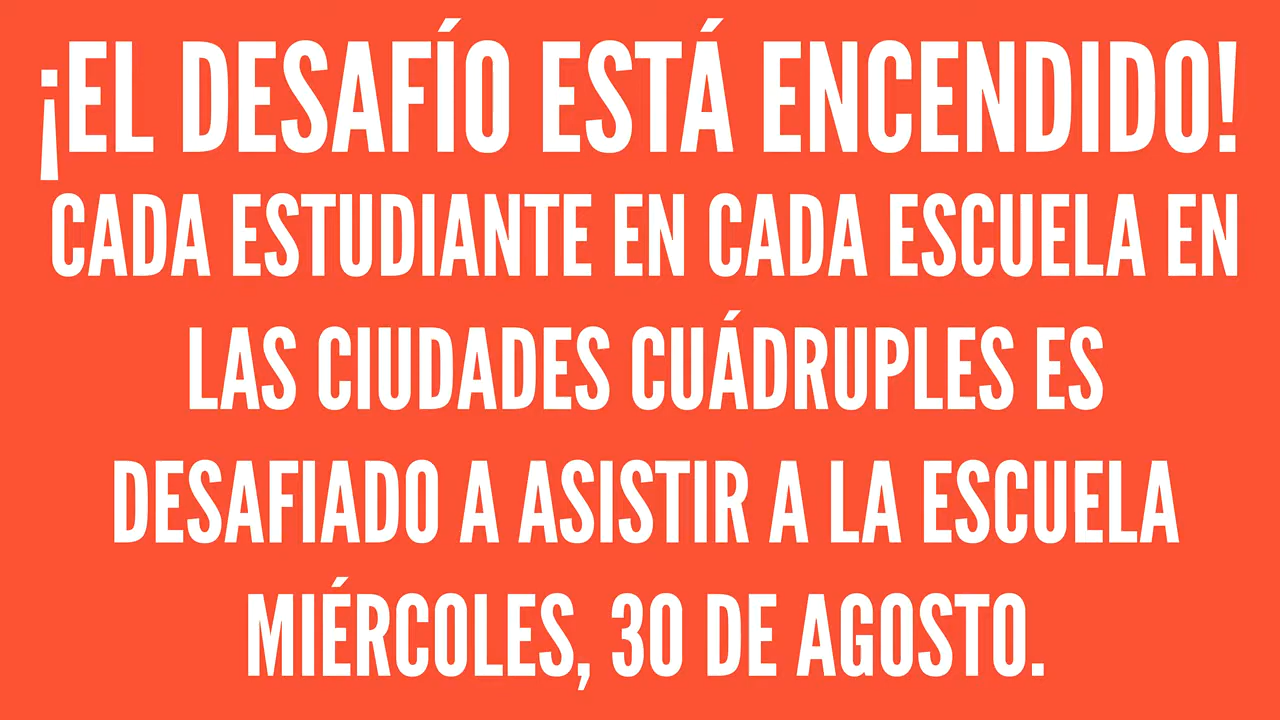 ¡EL DESAFÍO ESTÁ ENCENDIDO!
CADA ESTUDIANTE EN CADA ESCUELA EN
LAS CIUDADES CUÁDRUPLES ES
DESAFIADO A ASISTIR A LA ESCUELA
MIÉRCOLES, 30 DE AGOSTO.